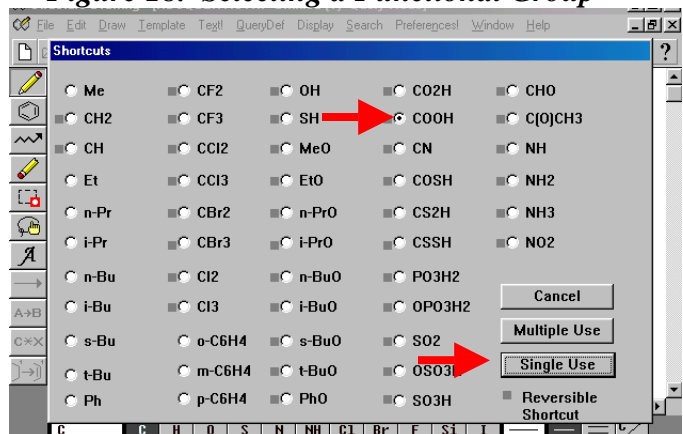 Figure 18: Selecting a Functional Group
File Edit Draw Template Text! QueryDef Display Search Preferences! Window Help
Shortcuts
?
Me CF2 OH CO2H CHO
CH2 CF3 SH COOH C(O)CH3
CH CCl2 MeO CN NH
Et CCl3 EtO COSH NH2
n-Pr CBr2 n-PrO CS2H NH3
i-Pr CBr3 i-PrO CSSH NO2
n-Bu Cl2 n-BuO PO3H2
i-Bu Cl3 i-BuO OPO3H2
s-Bu o-C6H4 s-BuO SO2
t-Bu m-C6H4 t-BuO OSO3H
Ph p-C6H4 PhO SO3H
Cancel
Multiple Use
Single Use
Reversible
Shortcut
A
A→B
C
C H O S N NH Cl Br F Si I